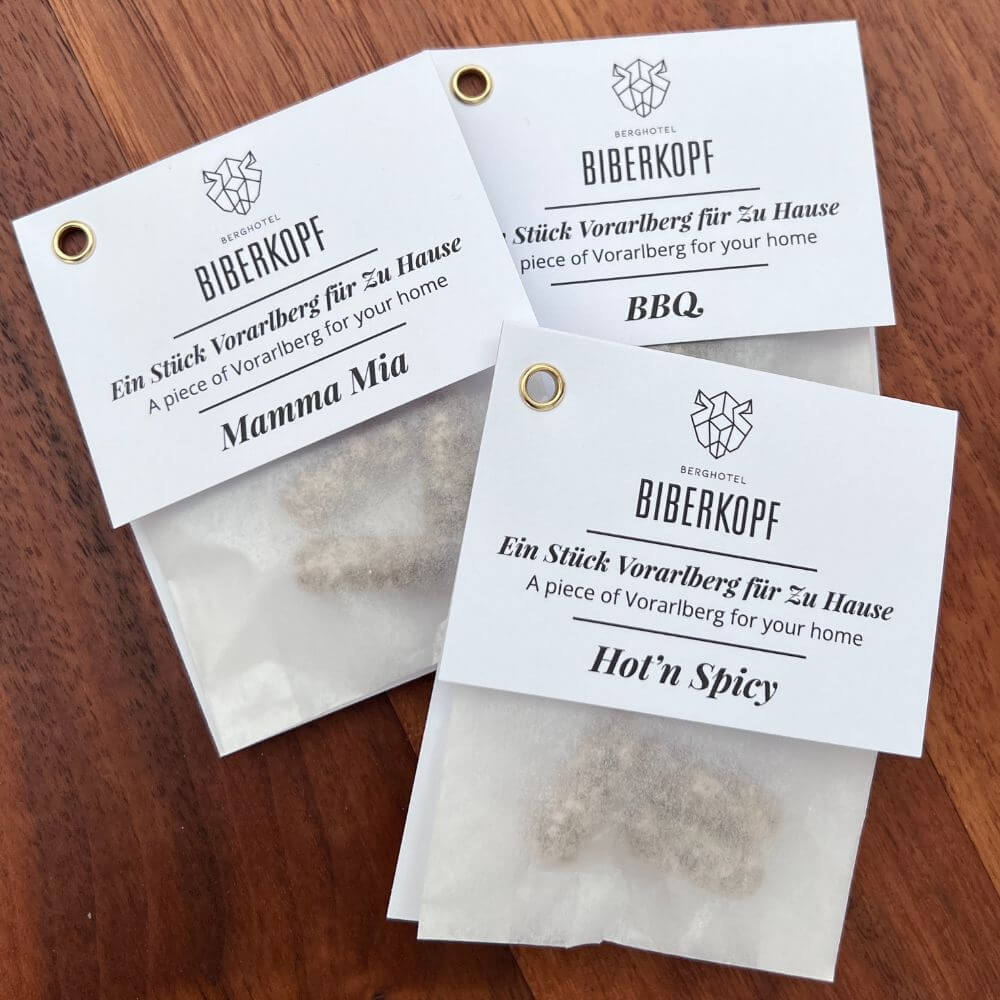 BERGHOTEL
BIBERKOPF
Ein Stück Vorarlberg für Zu Hause
A piece of Vorarlberg for your home
Mamma Mia
BERGHOTEL
BIBERKOPF
Stück Vorarlberg für Zu Hause
piece of Vorarlberg for your home
BBQ
BERGHOTEL
BIBERKOPF
Ein Stück Vorarlberg für Zu Hause
A piece of Vorarlberg for your home
Hot’n Spicy